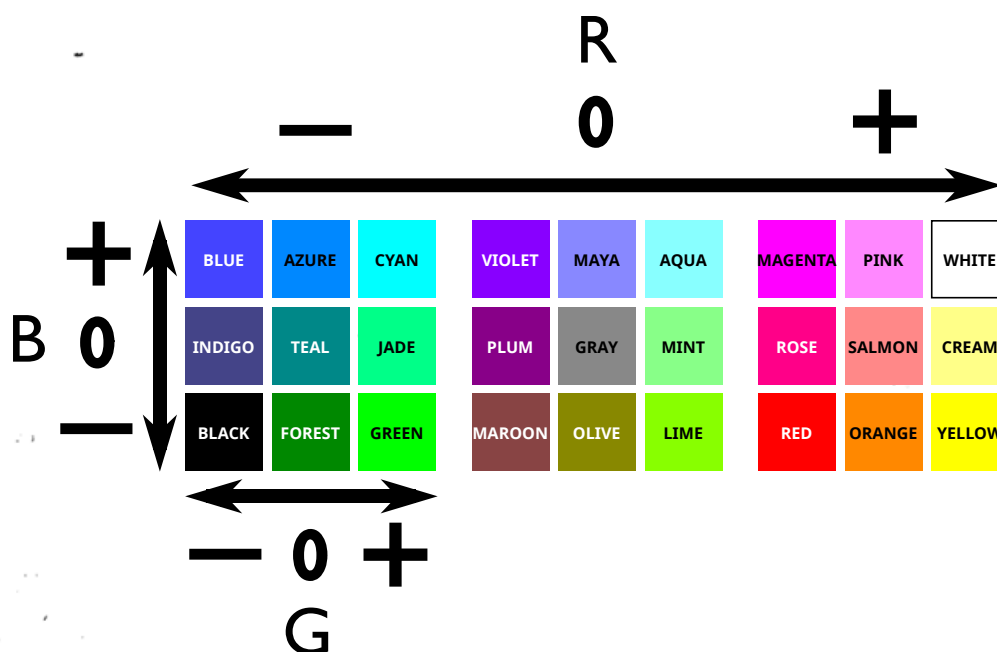 R
− 0 +
+
BLUE AZURE CYAN VIOLET MAYA AQUA MAGENTA PINK WHITE
B 0
INDIGO TEAL JADE PLUM GRAY MINT ROSE SALMON CREAM
−
BLACK FOREST GREEN MAROON OLIVE LIME RED ORANGE YELLOW
− 0 +
G